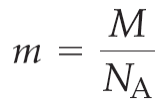 m = M / N_A